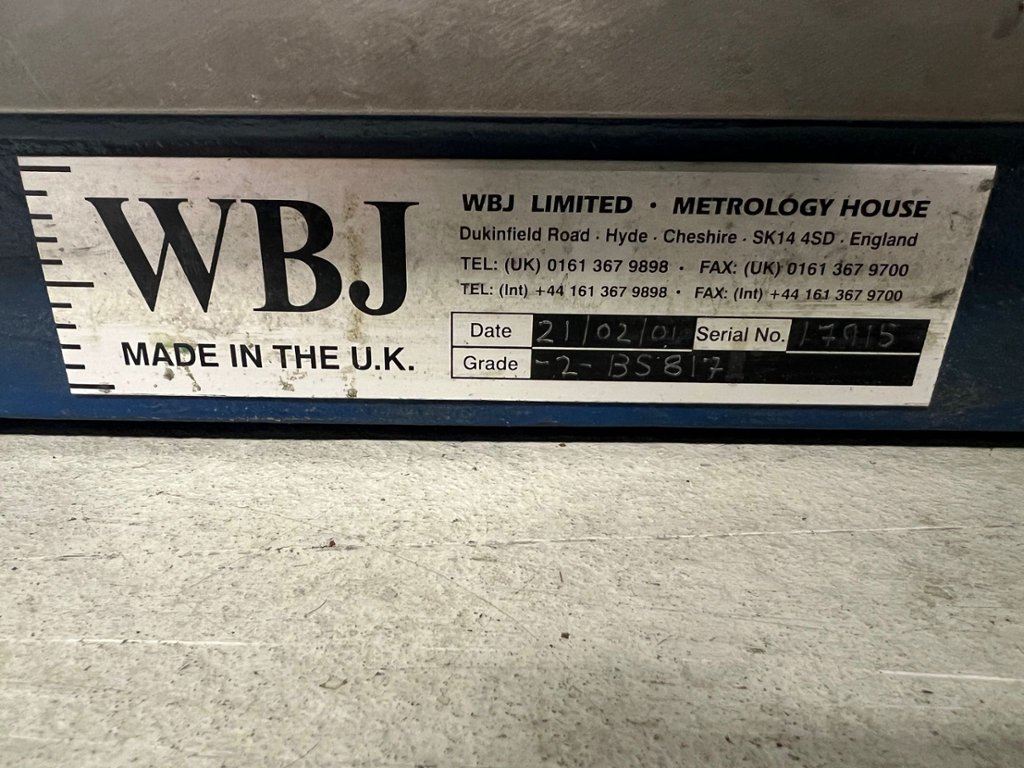 WBJ
MADE IN THE U.K.
WBJ LIMITED · METROLOGY HOUSE
Dukinfield Road · Hyde · Cheshire · SK14 4SD · England
TEL: (UK) 0161 367 9898 · FAX: (UK) 0161 367 9700
TEL: (Int) +44 161 367 9898 · FAX: (Int) +44 161 367 9700
Date 21/02/01 Serial No.
Grade -2- BS817